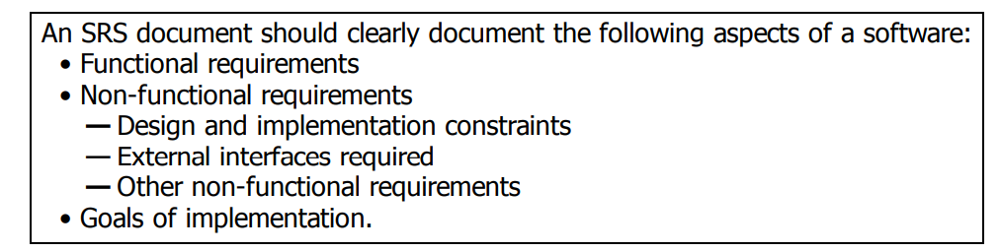 An SRS document should clearly document the following aspects of a software:
• Functional requirements
• Non-functional requirements
— Design and implementation constraints
— External interfaces required
— Other non-functional requirements
• Goals of implementation.